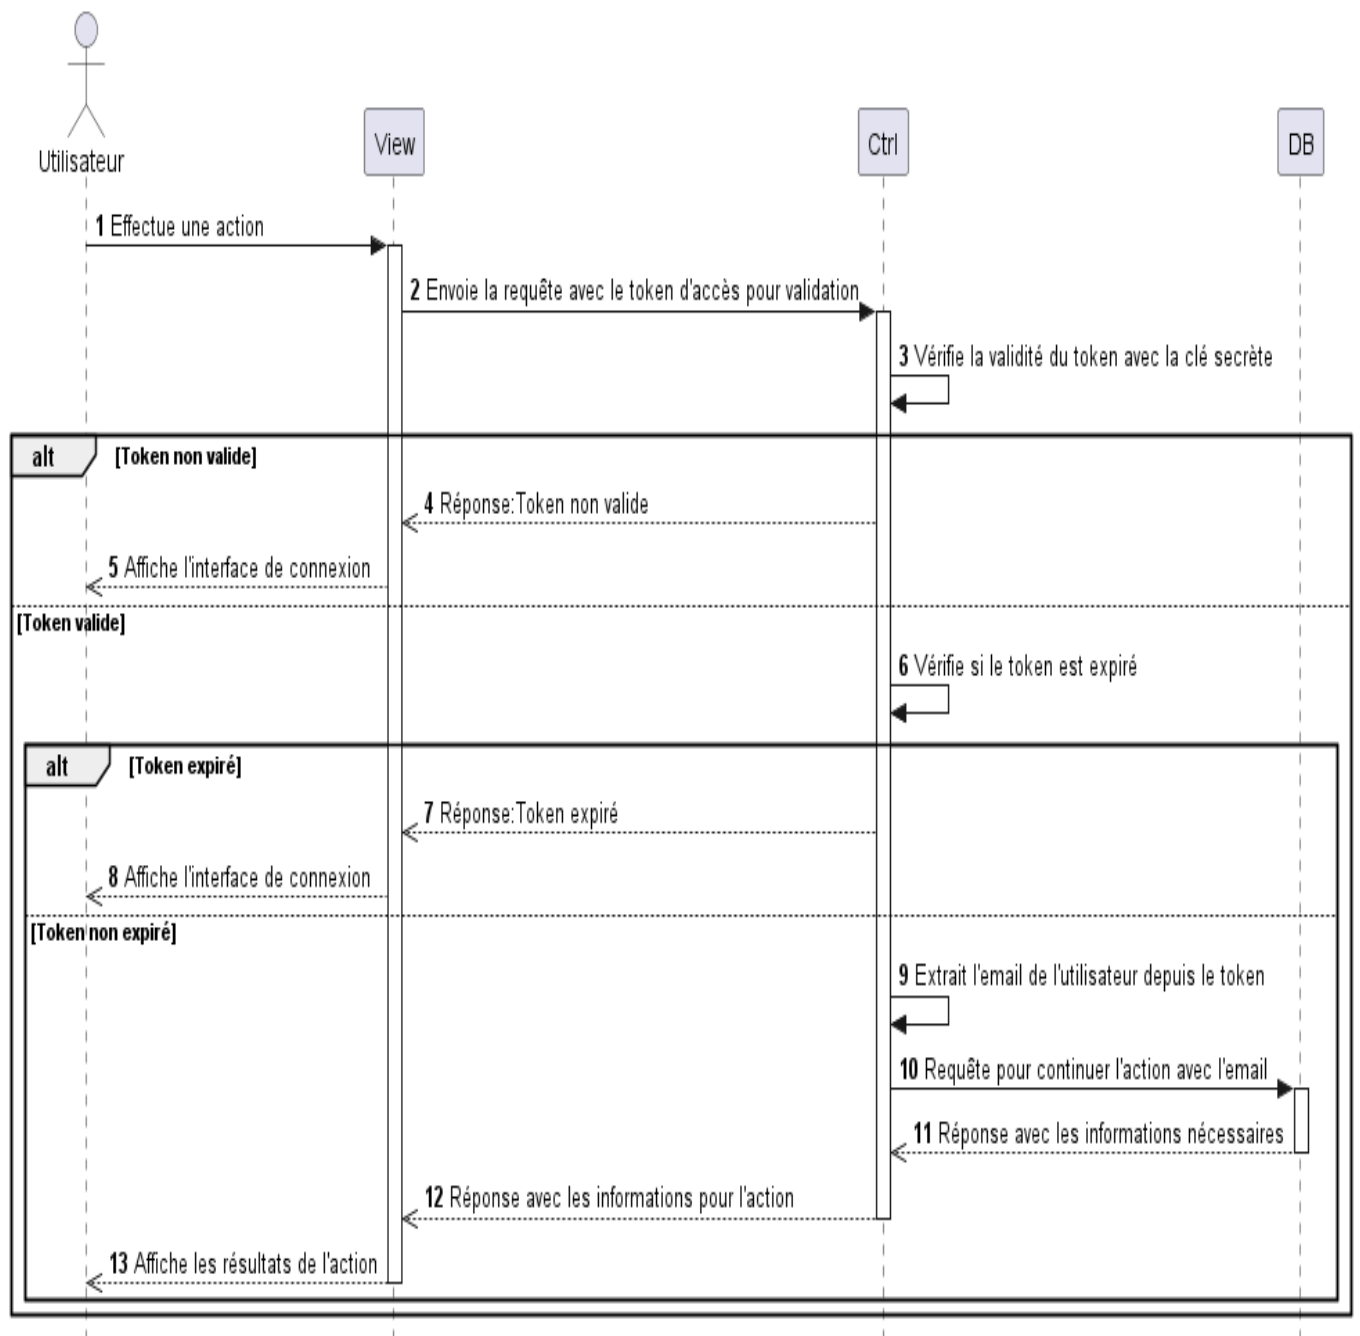 Utilisateur
View
Ctrl
DB
1 Effectue une action
2 Envoie la requête avec le token d'accès pour validation
3 Vérifie la validité du token avec la clé secrète
alt [Token non valide]
4 Réponse:Token non valide
5 Affiche l'interface de connexion
[Token valide]
6 Vérifie si le token est expiré
alt [Token expiré]
7 Réponse:Token expiré
8 Affiche l'interface de connexion
[Token non expiré]
9 Extrait l'email de l'utilisateur depuis le token
10 Requête pour continuer l'action avec l'email
11 Réponse avec les informations nécessaires
12 Réponse avec les informations pour l'action
13 Affiche les résultats de l'action